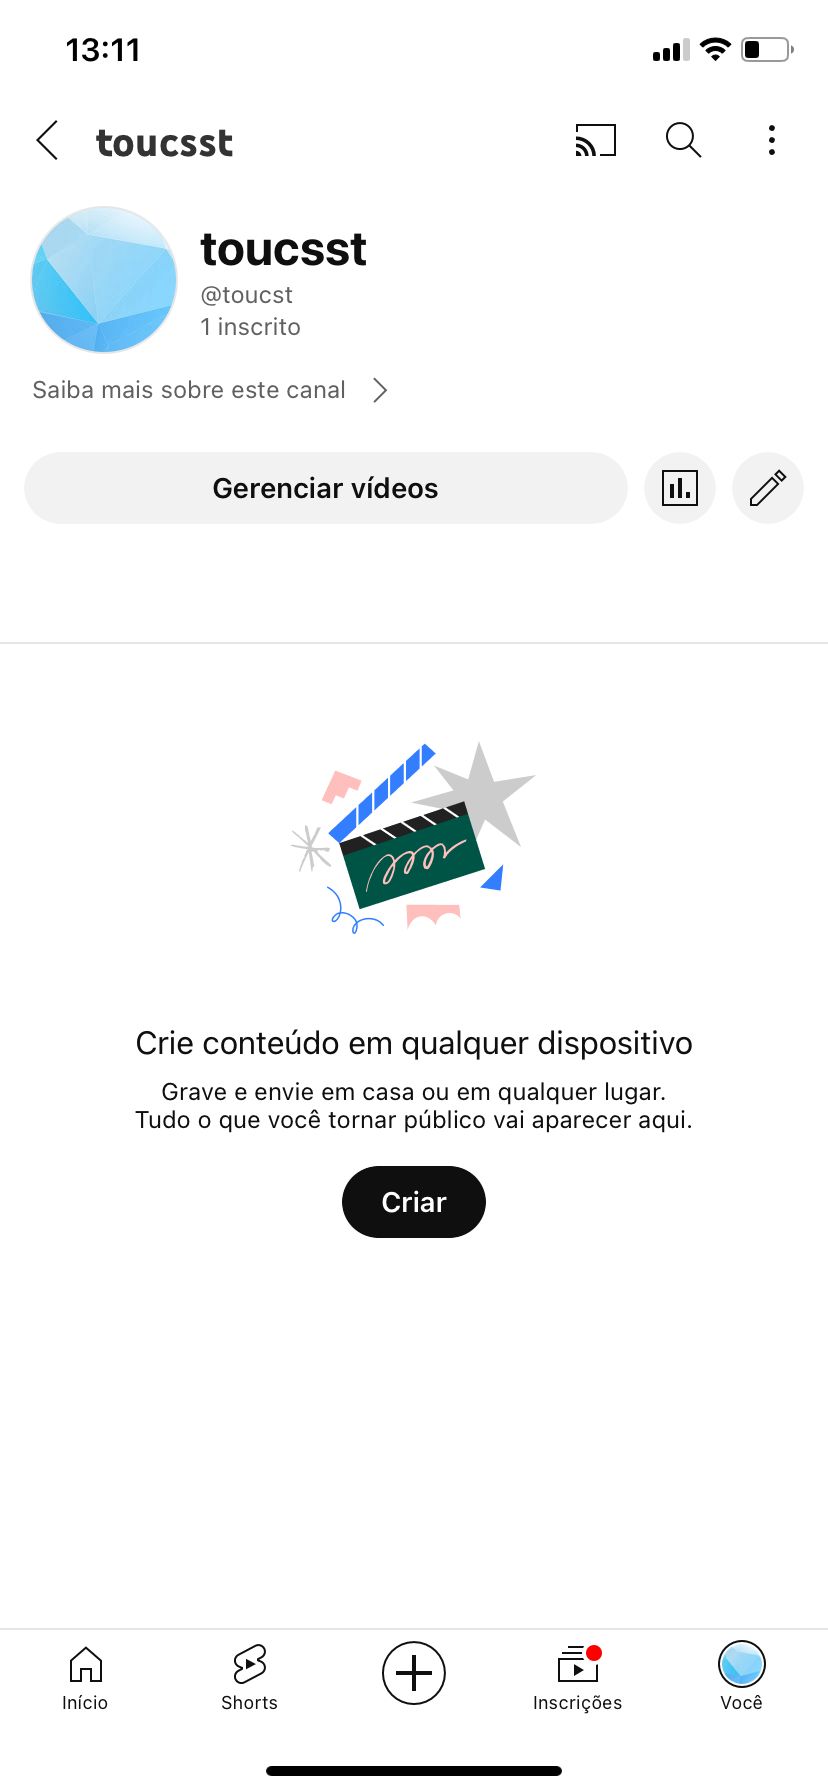 13:11
toucsst
toucsst
@toucst
1 inscrito
Saiba mais sobre este canal
Gerenciar vídeos
Crie conteúdo em qualquer dispositivo
Grave e envie em casa ou em qualquer lugar.
Tudo o que você tornar público vai aparecer aqui.
Criar
Início
Shorts
Inscrições
Você